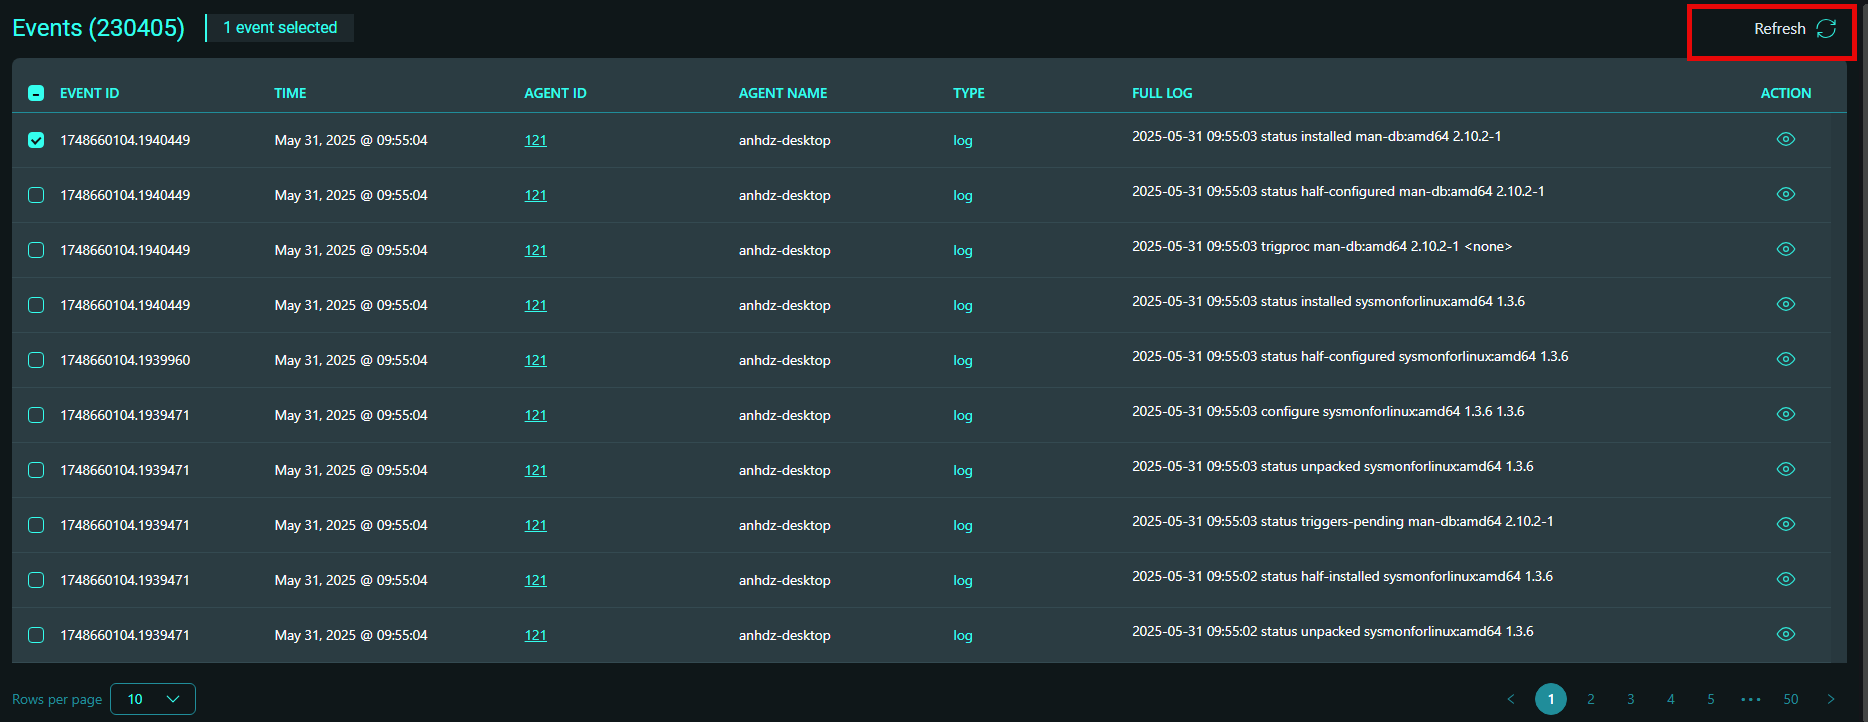 Events (230405) 1 event selected Refresh
EVENT ID TIME AGENT ID AGENT NAME TYPE FULL LOG ACTION
1748660104.1940449 May 31, 2025 @ 09:55:04 121 anhdz-desktop log 2025-05-31 09:55:03 status installed man-db:amd64 2.10.2-1
1748660104.1940449 May 31, 2025 @ 09:55:04 121 anhdz-desktop log 2025-05-31 09:55:03 status half-configured man-db:amd64 2.10.2-1
1748660104.1940449 May 31, 2025 @ 09:55:04 121 anhdz-desktop log 2025-05-31 09:55:03 trigproc man-db:amd64 2.10.2-1 <none>
1748660104.1940449 May 31, 2025 @ 09:55:04 121 anhdz-desktop log 2025-05-31 09:55:03 status installed sysmonforlinux:amd64 1.3.6
1748660104.1939960 May 31, 2025 @ 09:55:04 121 anhdz-desktop log 2025-05-31 09:55:03 status half-configured sysmonforlinux:amd64 1.3.6
1748660104.1939471 May 31, 2025 @ 09:55:04 121 anhdz-desktop log 2025-05-31 09:55:03 configure sysmonforlinux:amd64 1.3.6 1.3.6
1748660104.1939471 May 31, 2025 @ 09:55:04 121 anhdz-desktop log 2025-05-31 09:55:03 status unpacked sysmonforlinux:amd64 1.3.6
1748660104.1939471 May 31, 2025 @ 09:55:04 121 anhdz-desktop log 2025-05-31 09:55:03 status triggers-pending man-db:amd64 2.10.2-1
1748660104.1939471 May 31, 2025 @ 09:55:04 121 anhdz-desktop log 2025-05-31 09:55:02 status half-installed sysmonforlinux:amd64 1.3.6
1748660104.1939471 May 31, 2025 @ 09:55:04 121 anhdz-desktop log 2025-05-31 09:55:02 status unpacked sysmonforlinux:amd64 1.3.6
Rows per page 10 < 1 2 3 4 5 ••• 50 >